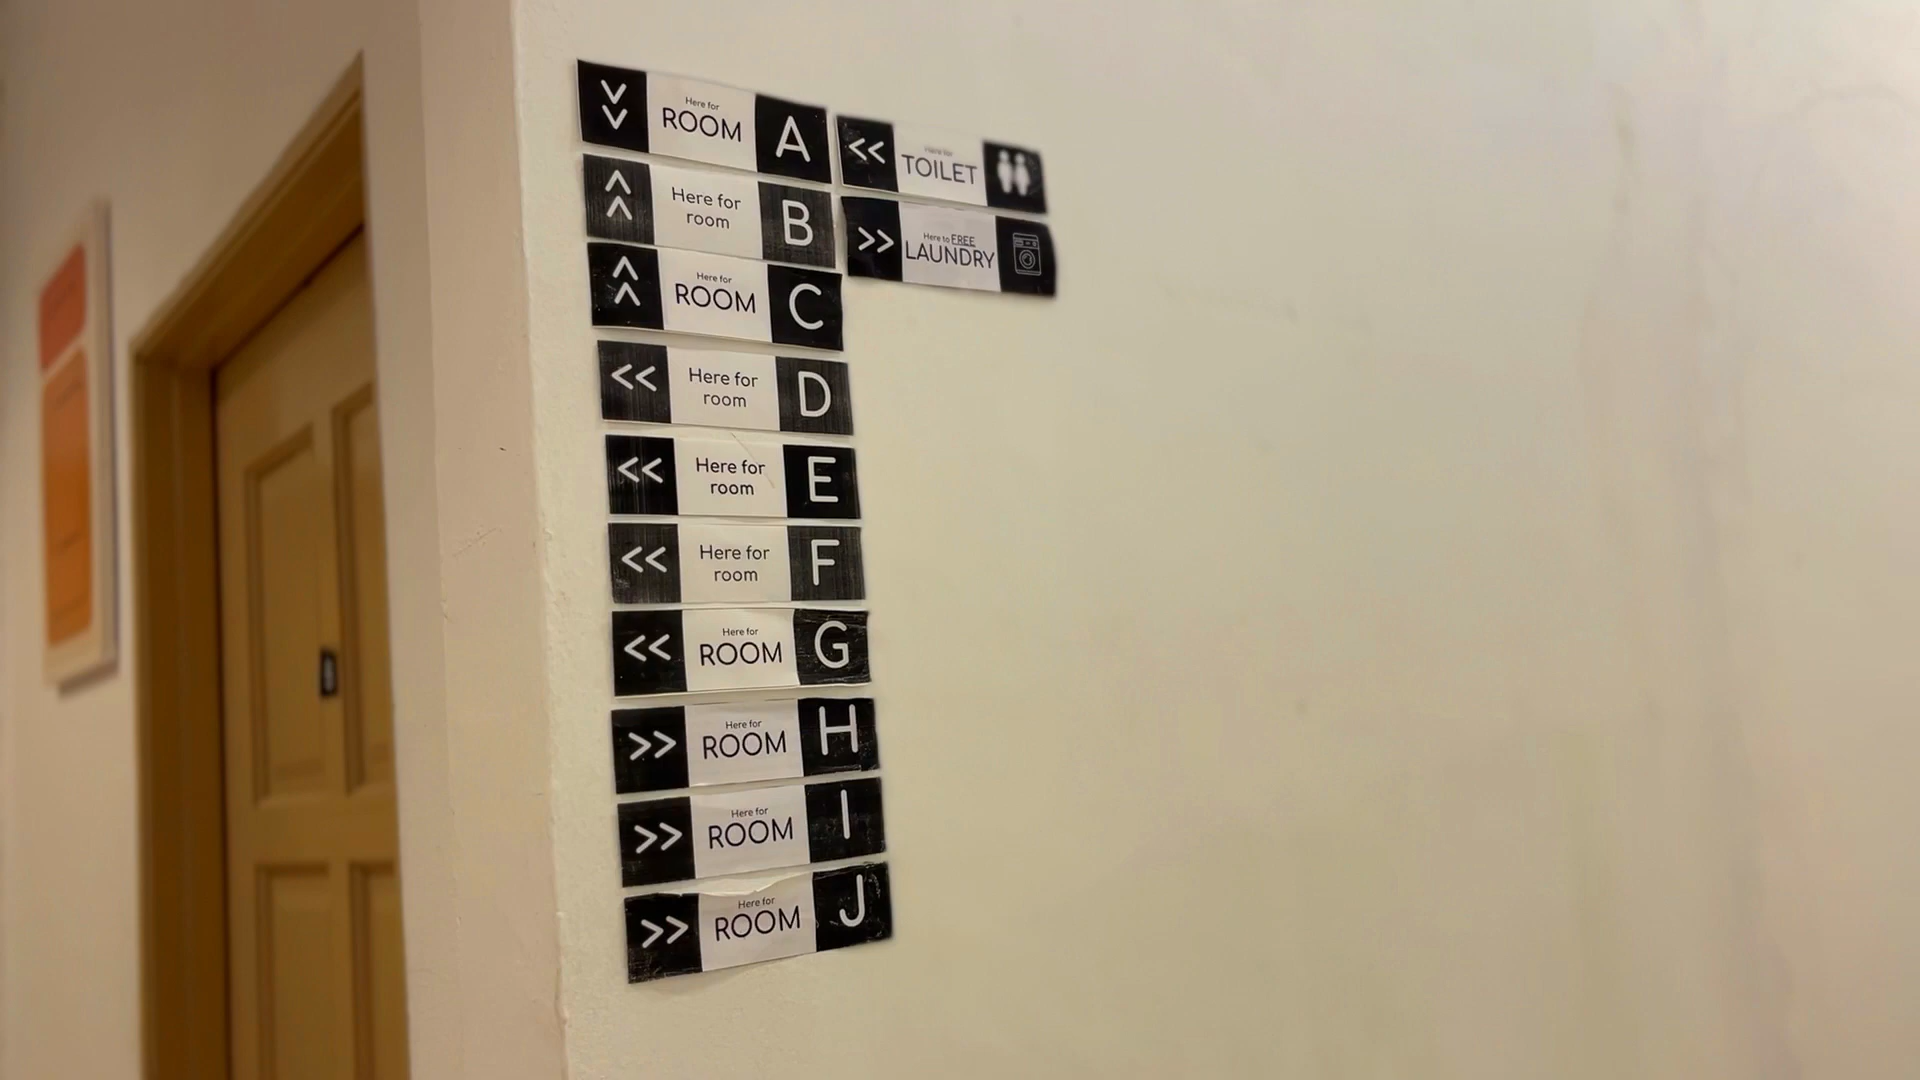 Here for
ROOM A
Here for
room B
Here for
ROOM C
Here for
room D
Here for
room E
Here for
room F
Here for
ROOM G
Here for
ROOM H
Here for
ROOM I
Here for
ROOM J
Here for
TOILET
Here to FREE
LAUNDRY